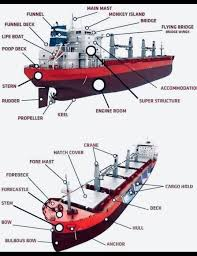 MAIN MAST
FUNNEL
MONKEY ISLAND
FUNNEL DECK
BRIDGE
FLYING BRIDGE
BRIDGE WINGS
LIFE BOAT
POOP DECK
STERN
ACCOMMODATION
RUDDER
SUPER STRUCTURE
ENGINE ROOM
PROPELLER
KEEL
CRANE
HATCH COVER
FORE MAST
FOPEBECK
CARGO HOLD
FORECASTLE
STEM
DECK
BOW
HULL
BULBOUS BOW
ANCHOR